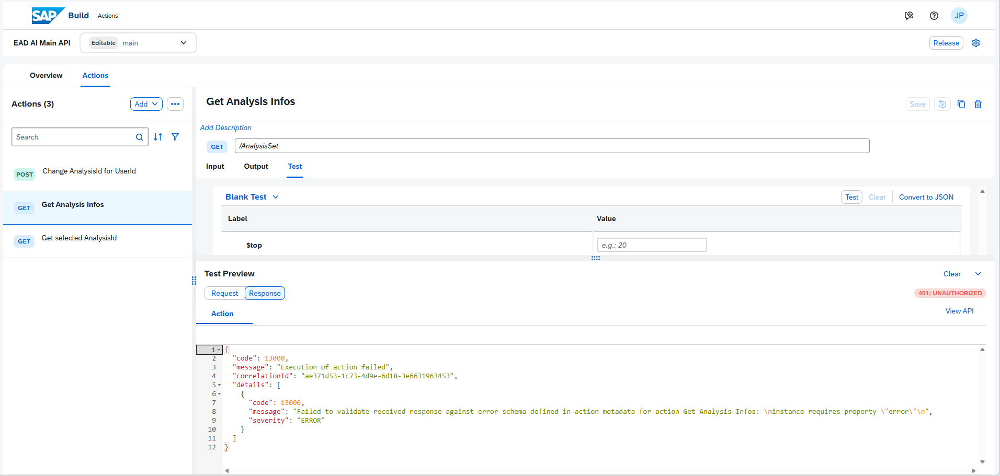 SAP Build Actions
JP
EAD AI Main API Editable main
Release
Overview Actions
Actions (3) Add
Search
POST Change AnalysisId for UserId
GET Get Analysis Infos
GET Get selected AnalysisId
Get Analysis Infos
Save
Add Description
GET /AnalysisSet
Input Output Test
Blank Test
Test Clear Convert to JSON
Label Value
$top e.g.: 20
Test Preview
Clear
Request Response
401: UNAUTHORIZED
Action
View API
1 {
2 "code": 13000,
3 "message": "Execution of action failed",
4 "correlationId": "ae371d53-1c73-4d9e-6d18-3e6631963453",
5 "details": [
6 {
7 "code": 13000,
8 "message": "Failed to validate received response against error schema defined in action metadata for action Get Analysis Infos: \ninstance requires property \"error\"\n",
9 "severity": "ERROR"
10 }
11 ]
12 }